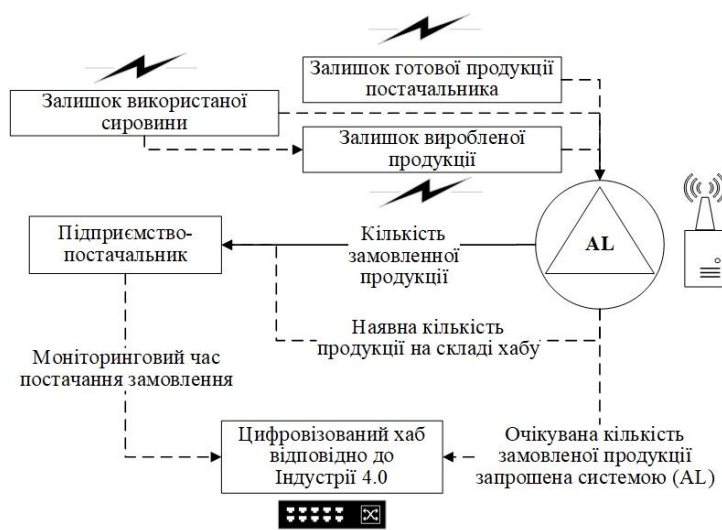 Залишок готової продукції
постачальника
Залишок використаної
сировини
Залишок виробленої
продукції
Підприємство-
постачальник
Кількість
замовленної
продукції
AL
Наявна кількість
продукції на складі хабу
Моніторинговий час
постачання замовлення
Цифровізований хаб
відповідно до
Індустрії 4.0
Очікувана кількість
замовленої продукції
запрошена системою (AL)